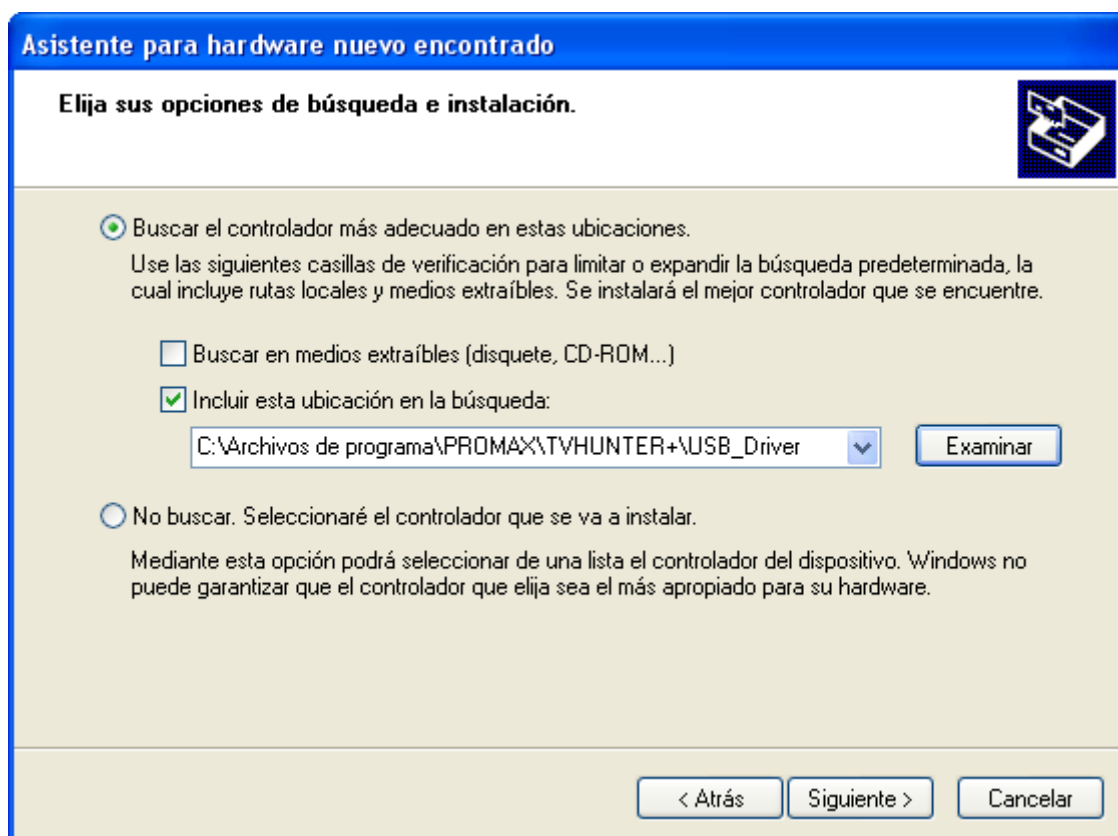 Asistente para hardware nuevo encontrado
Elija sus opciones de búsqueda e instalación.
Buscar el controlador más adecuado en estas ubicaciones.
Use las siguientes casillas de verificación para limitar o expandir la búsqueda predeterminada, la
cual incluye rutas locales y medios extraíbles. Se instalará el mejor controlador que se encuentre.
Buscar en medios extraíbles (disquete, CD-ROM...)
Incluir esta ubicación en la búsqueda:
C:\Archivos de programa\PROMAX\TVHUNTER+\USB_Driver
Examinar
No buscar. Seleccionaré el controlador que se va a instalar.
Mediante esta opción podrá seleccionar de una lista el controlador del dispositivo. Windows no
puede garantizar que el controlador que elija sea el más apropiado para su hardware.
< Atrás
Siguiente >
Cancelar